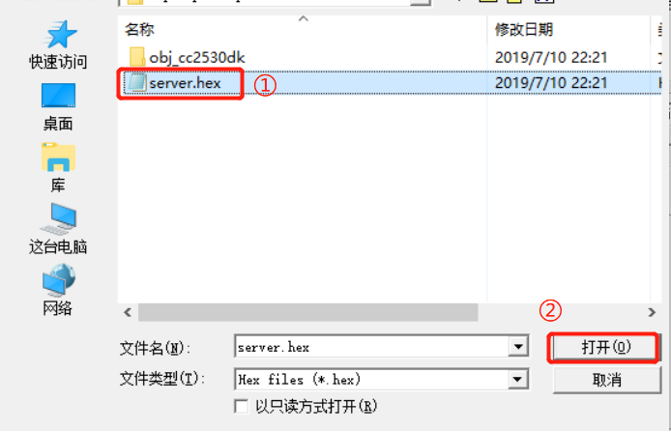 名称
修改日期
快速访问
obj_cc2530dk
2019/7/10 22:21
server.hex
①
2019/7/10 22:21
桌面
库
这台电脑
网络
②
文件名(N):
server.hex
打开(O)
文件类型(T):
Hex files (*.hex)
取消
以只读方式打开(R)